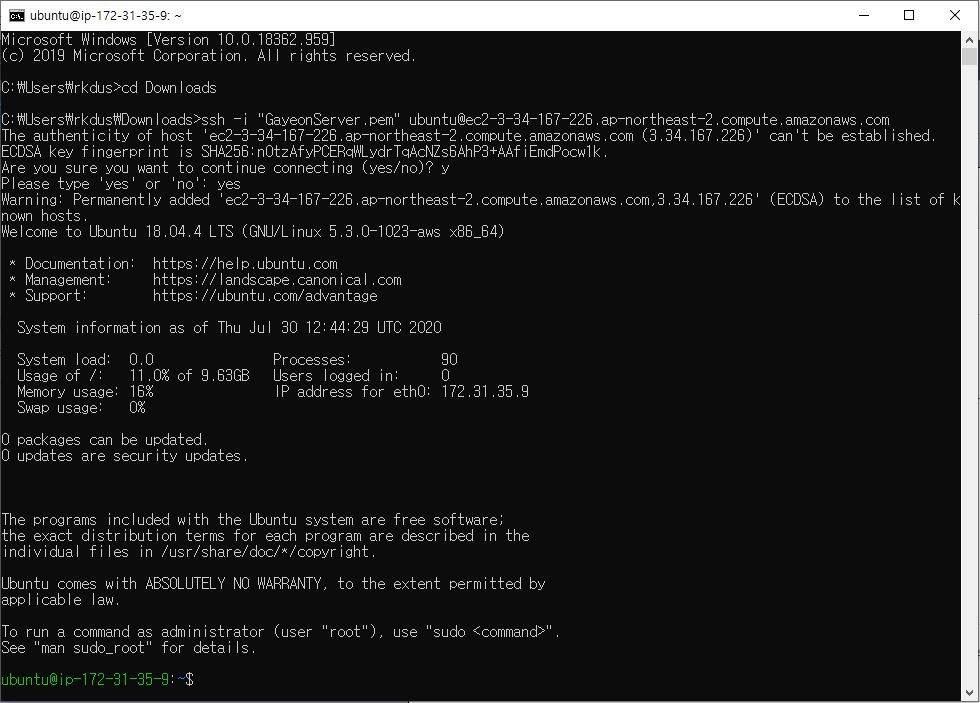 ubuntu@ip-172-31-35-9: ~
Microsoft Windows [Version 10.0.18362.959]
(c) 2019 Microsoft Corporation. All rights reserved.
C:₩Users₩rkdus>cd Downloads
C:₩Users₩rkdus₩Downloads>ssh -i "GayeonServer.pem" ubuntu@ec2-3-34-167-226.ap-northeast-2.compute.amazonaws.com
The authenticity of host 'ec2-3-34-167-226.ap-northeast-2.compute.amazonaws.com (3.34.167.226)' can't be established.
ECDSA key fingerprint is SHA256:nOtzAfyPCERqWLydrTqAcNZs6AhP3+AAfiEmdPocw1k.
Are you sure you want to continue connecting (yes/no)? y
Please type 'yes' or 'no': yes
Warning: Permanently added 'ec2-3-34-167-226.ap-northeast-2.compute.amazonaws.com,3.34.167.226' (ECDSA) to the list of k
nown hosts.
Welcome to Ubuntu 18.04.4 LTS (GNU/Linux 5.3.0-1023-aws x86_64)
* Documentation:  https://help.ubuntu.com
* Management:     https://landscape.canonical.com
* Support:        https://ubuntu.com/advantage
System information as of Thu Jul 30 12:44:29 UTC 2020
System load:  0.0               Processes:           90
Usage of /:   11.0% of 9.63GB   Users logged in:     0
Memory usage: 16%               IP address for eth0: 172.31.35.9
Swap usage:   0%
0 packages can be updated.
0 updates are security updates.
The programs included with the Ubuntu system are free software;
the exact distribution terms for each program are described in the
individual files in /usr/share/doc/*/copyright.
Ubuntu comes with ABSOLUTELY NO WARRANTY, to the extent permitted by
applicable law.
To run a command as administrator (user "root"), use "sudo <command>".
See "man sudo_root" for details.
ubuntu@ip-172-31-35-9:~$